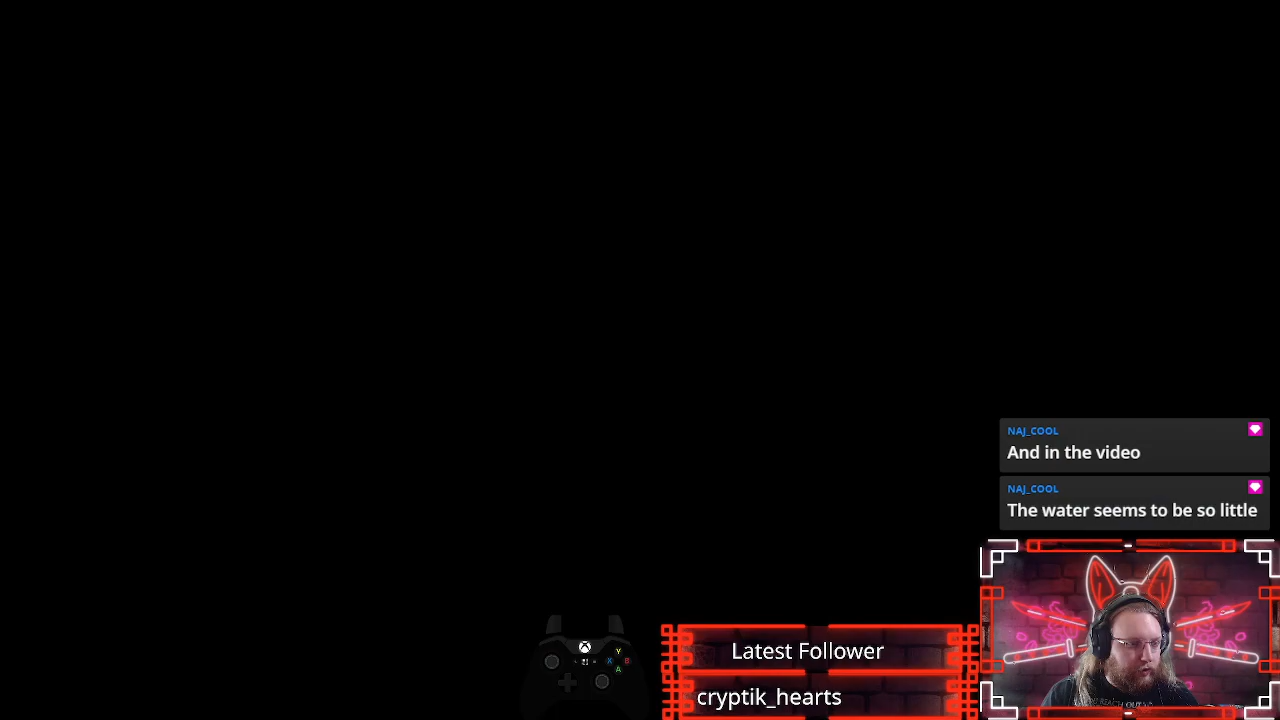 NAJ_COOL
And in the video
NAJ_COOL
The water seems to be so little
Latest Follower
cryptik_hearts
Y
X
B
A